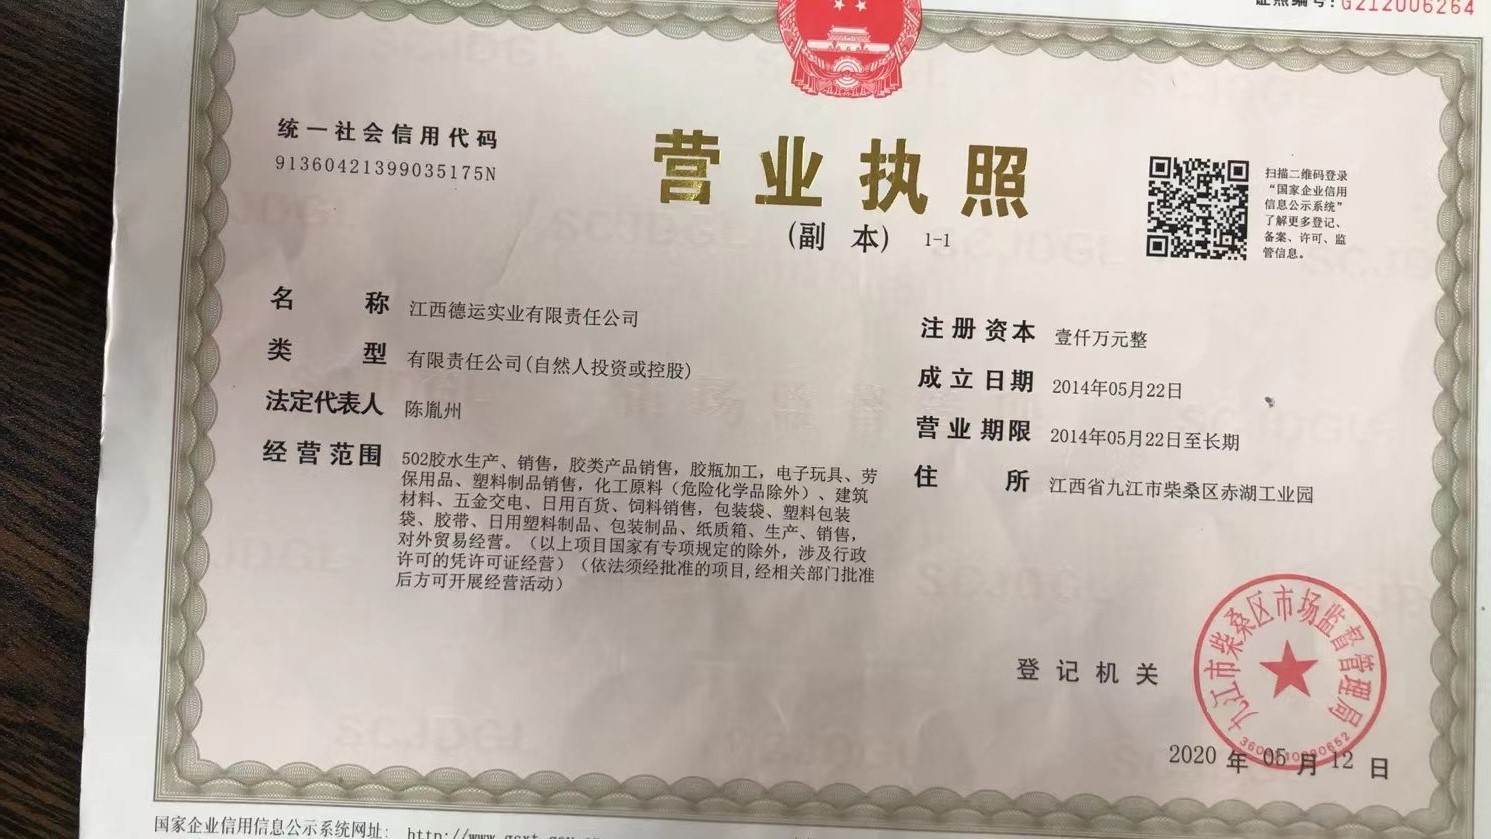 证照编号:G212006264
统一社会信用代码
91360421399035175N
营业执照
(副 本) 1-1
扫描二维码登录
“国家企业信用
信息公示系统”
了解更多登记、
备案、许可、监
管信息。
名 称 江西德运实业有限责任公司
类 型 有限责任公司(自然人投资或控股)
法定代表人 陈胤州
经营范围 502胶水生产、销售，胶类产品销售，胶瓶加工，电子玩具、劳
保用品、塑料制品销售，化工原料（危险化学品除外）、建筑
材料、五金交电、日用百货、饲料销售，包装袋、塑料包装
袋、胶带、日用塑料制品、包装制品、纸质箱、生产、销售，
对外贸易经营。（以上项目国家有专项规定的除外，涉及行政
许可的凭许可证经营）（依法须经批准的项目,经相关部门批准
后方可开展经营活动）
注册资本 壹仟万元整
成立日期 2014年05月22日
营业期限 2014年05月22日至长期
住 所 江西省九江市柴桑区赤湖工业园
登记机关
九江市柴桑区市场监督管理局
2020 年 05 月 12 日
国家企业信用信息公示系统网址: